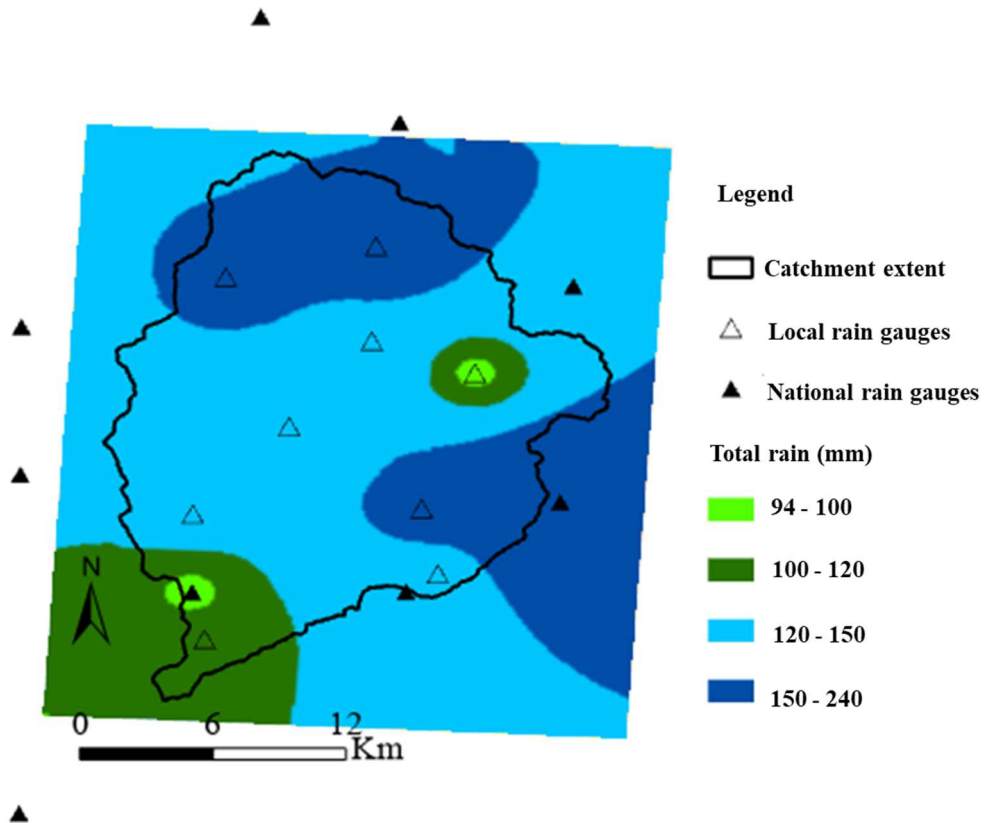 Legend
Catchment extent
Local rain gauges
National rain gauges
Total rain (mm)
94 - 100
100 - 120
120 - 150
150 - 240
N
0 6 12
Km